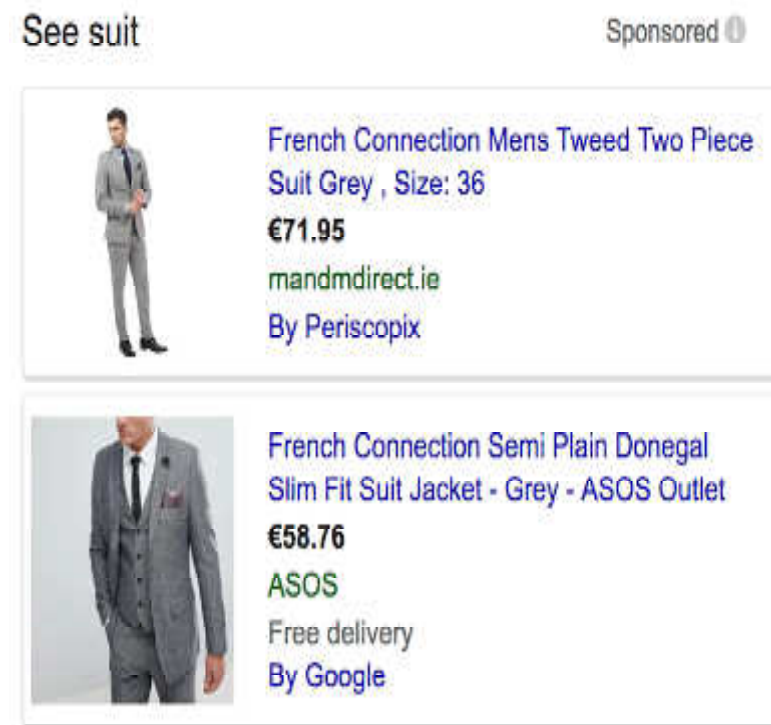 See suit
Sponsored
French Connection Mens Tweed Two Piece
Suit Grey , Size: 36
€71.95
mandmdirect.ie
By Periscopix
French Connection Semi Plain Donegal
Slim Fit Suit Jacket - Grey - ASOS Outlet
€58.76
ASOS
Free delivery
By Google